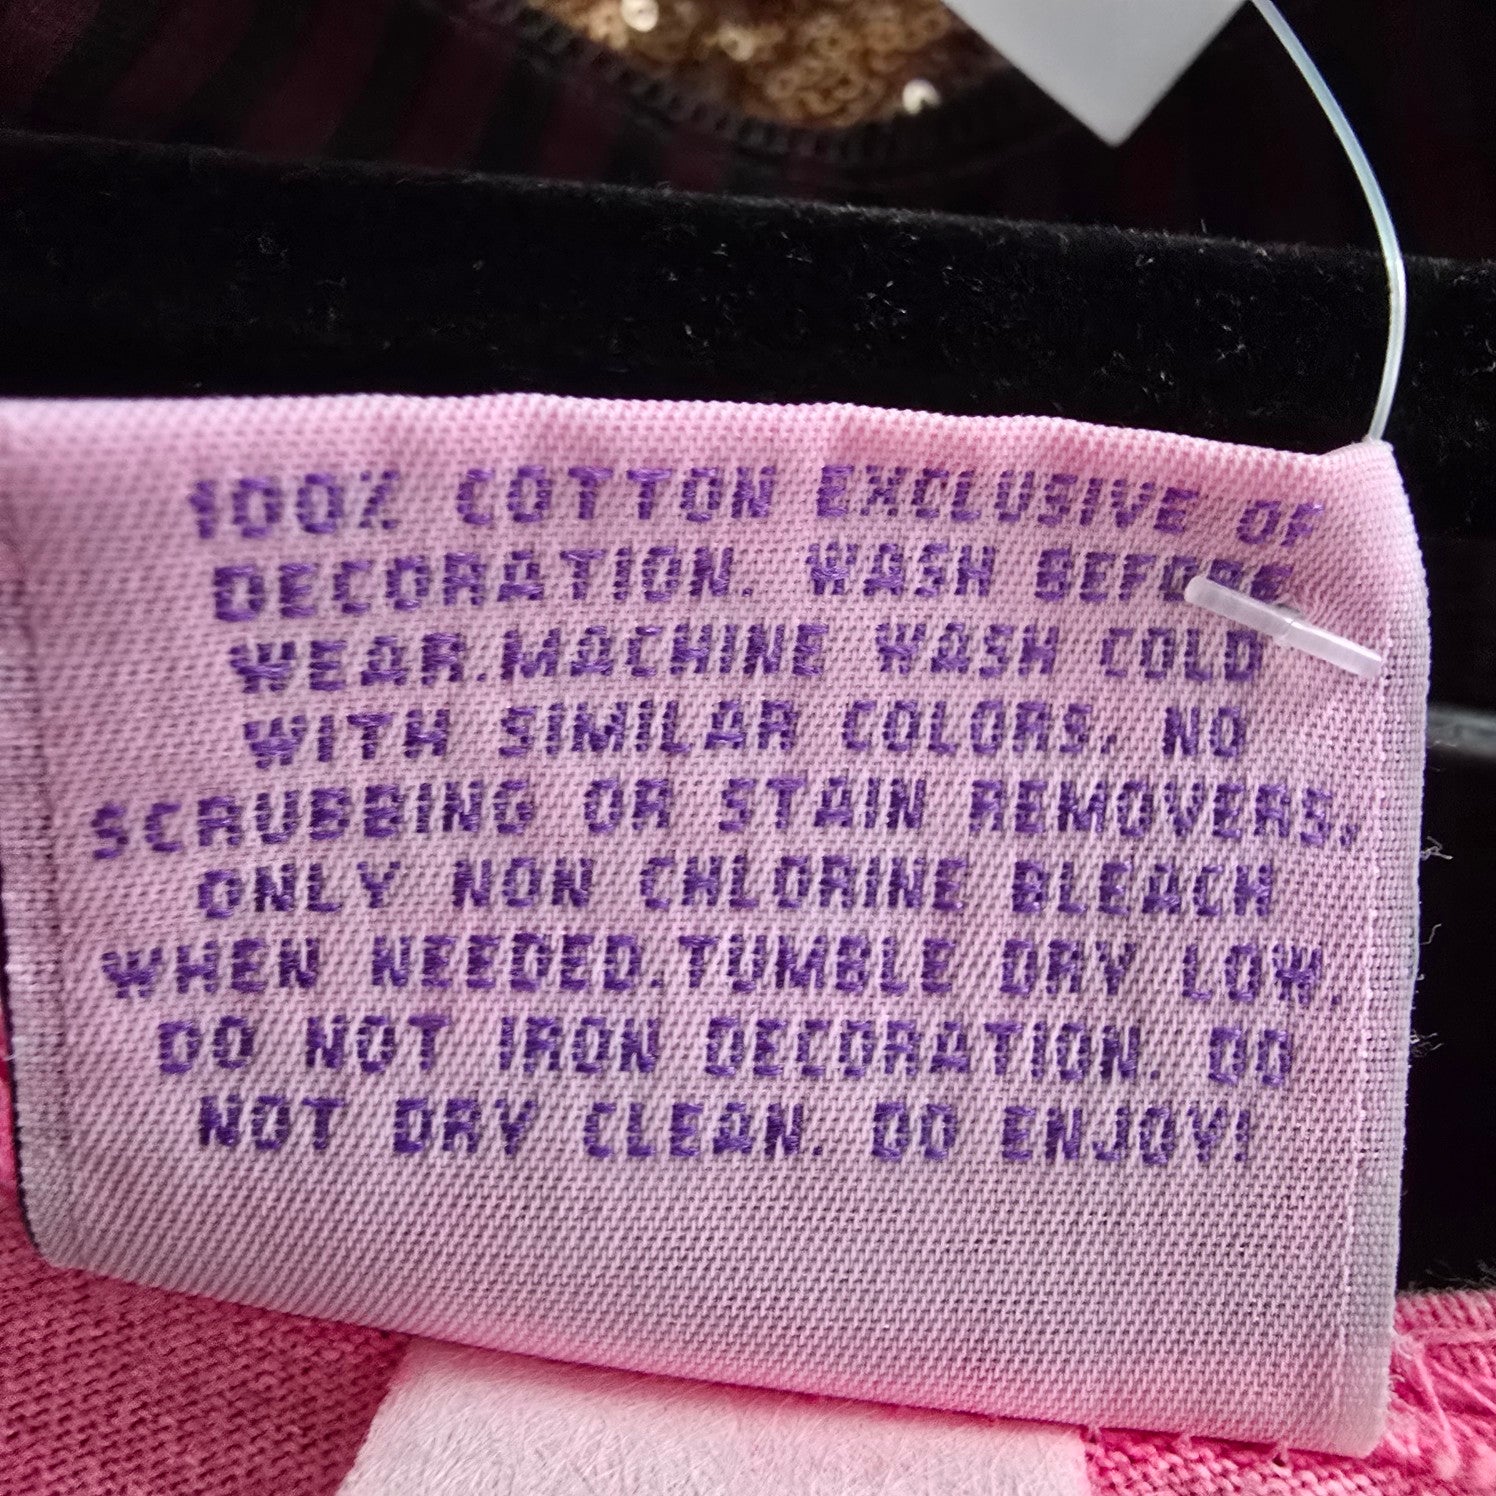 100% COTTON EXCLUSIVE OF
DECORATION. WASH BEFORE
WEAR.MACHINE WASH COLD
WITH SIMILAR COLORS. NO
SCRUBBING OR STAIN REMOVERS.
ONLY NON CHLORINE BLEACH
WHEN NEEDED.TUMBLE DRY LOW.
DO NOT IRON DECORATION. DO
NOT DRY CLEAN. DO ENJOY!